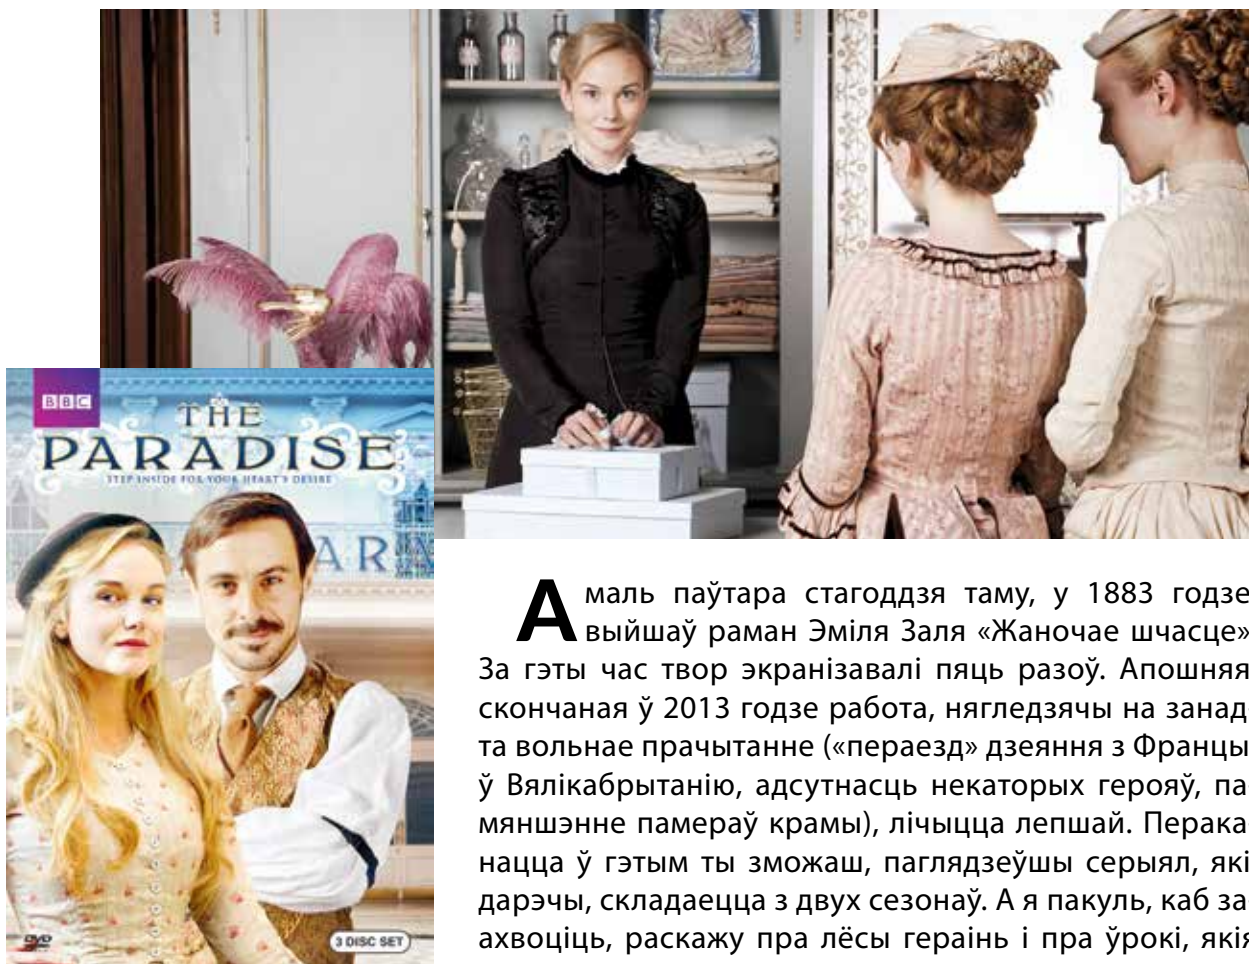 BBC
THE
PARADISE
STEP INSIDE FOR YOUR HEART'S DESIRE
AR
DVD
3 DISC SET
Амаль паўтара стагоддзя таму, у 1883 годзе
выйшаў раман Эміля Заля «Жаночае шчасце»
За гэты час твор экранізавалі пяць разоў. Апошняя
скончаная ў 2013 годзе работа, нягледзячы на занад-
та вольнае прачытанне («пераезд» дзеяння з Францы
ў Вялікабрытанію, адсутнасць некаторых герояў, па-
мяншэнне памераў крамы), лічыцца лепшай. Перака-
нацца ў гэтым ты зможаш, паглядзеўшы серыял, які
дарэчы, складаецца з двух сезонаў. А я пакуль, каб за-
ахвоціць, раскажу пра лёсы гераінь і пра ўрокі, якія